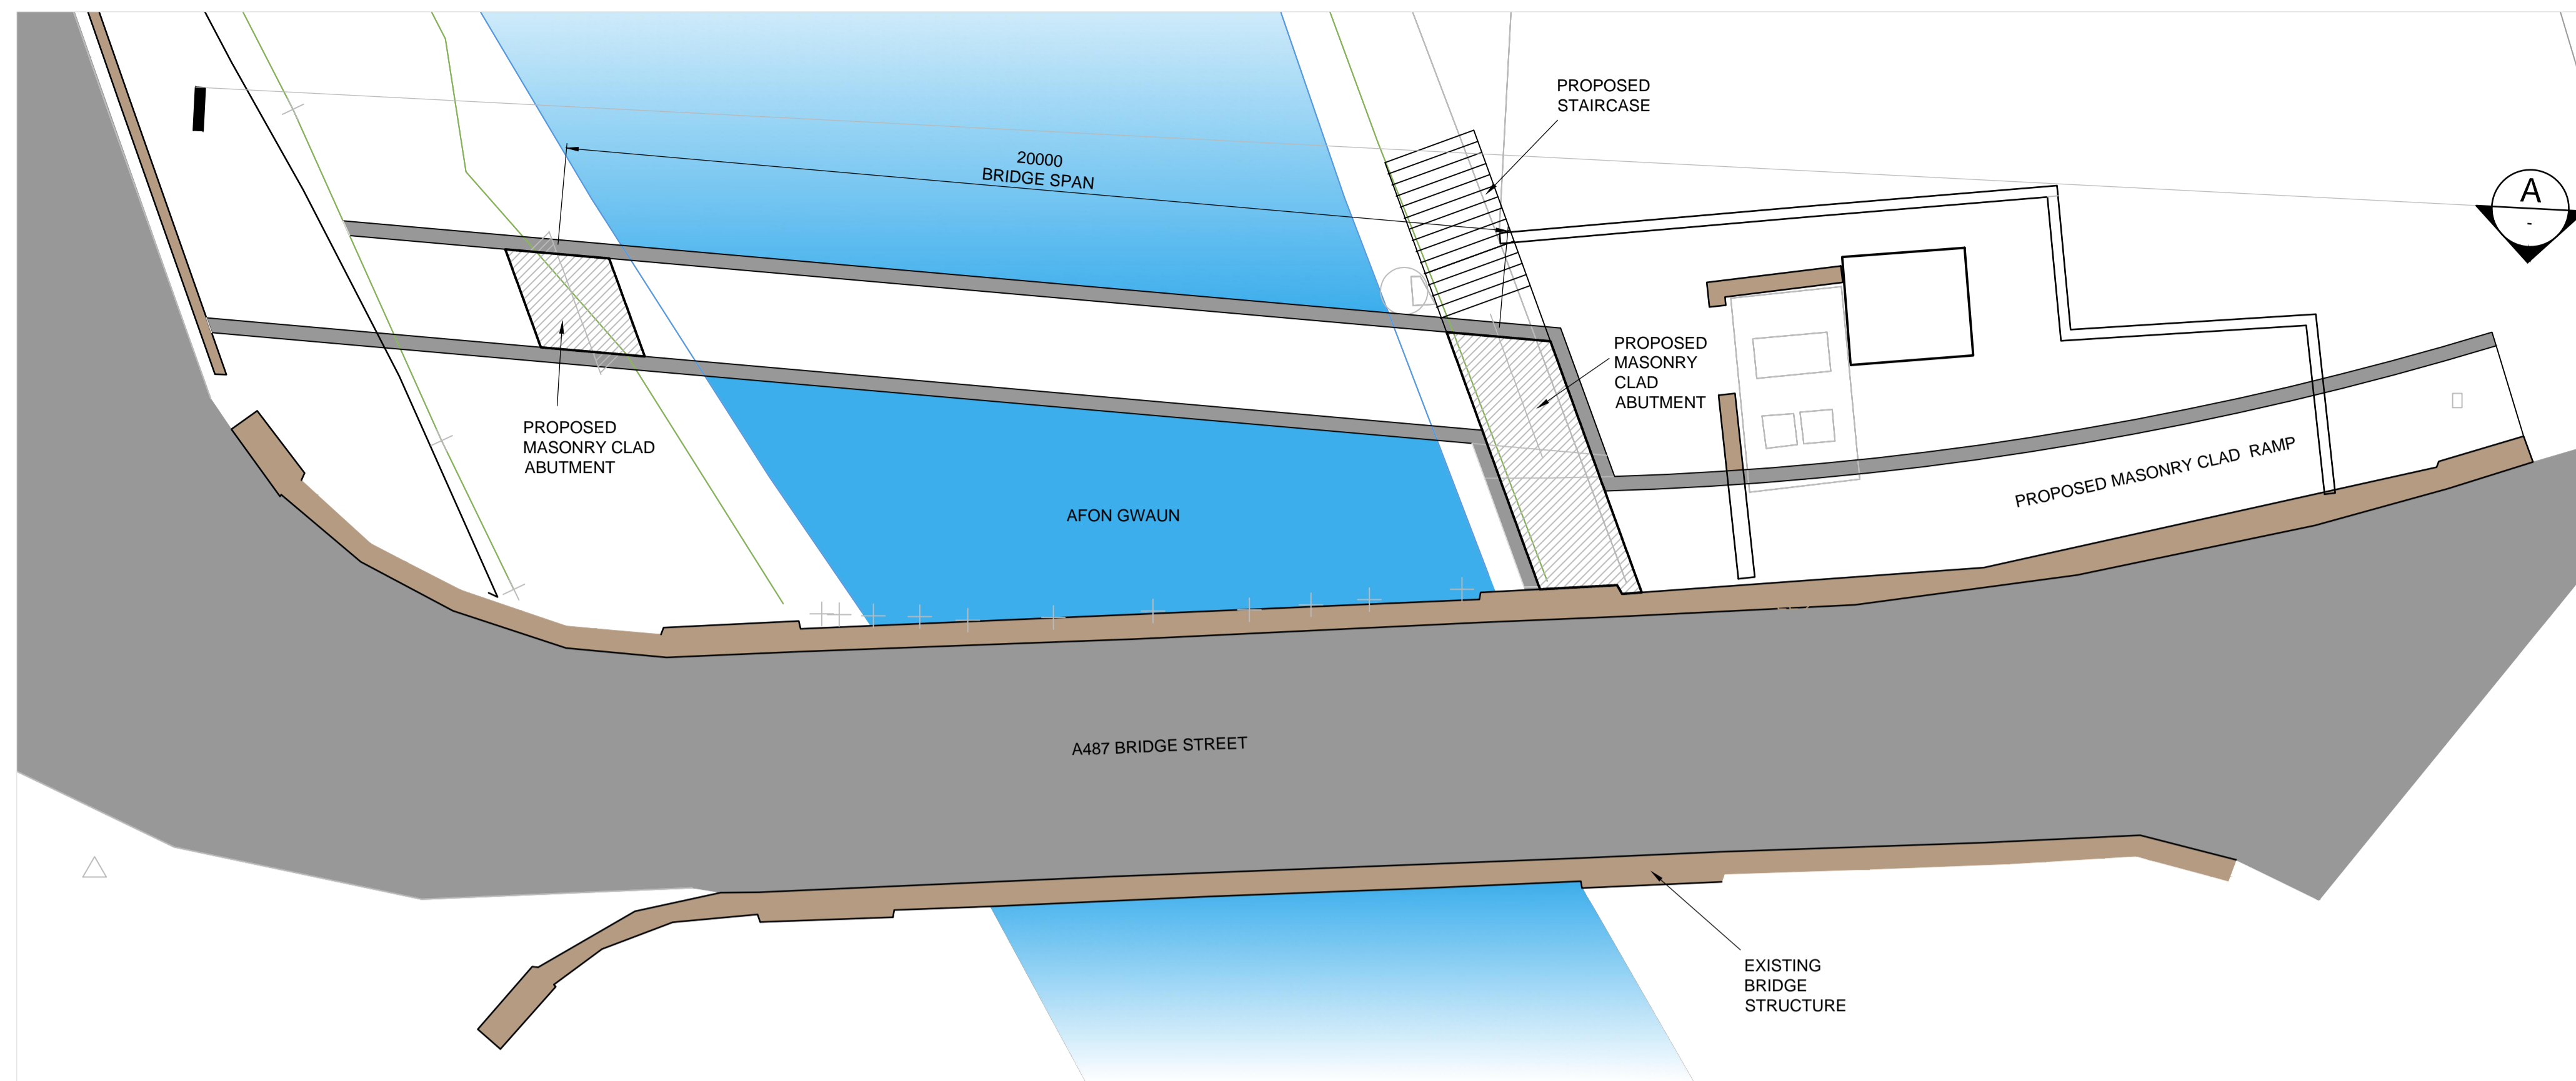 PROPOSED
STAIRCASE
20000
BRIDGE SPAN
A
-
PROPOSED
MASONRY
CLAD
ABUTMENT
PROPOSED
MASONRY CLAD
ABUTMENT
PROPOSED MASONRY CLAD RAMP
AFON GWAUN
A487 BRIDGE STREET
EXISTING
BRIDGE
STRUCTURE